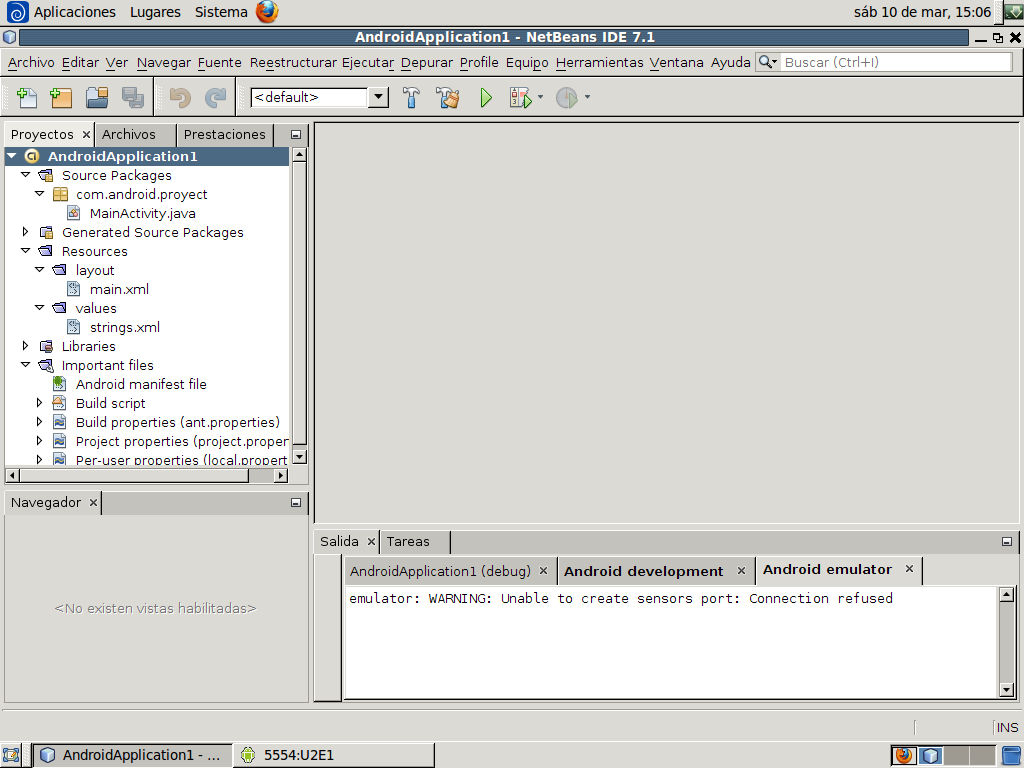 Aplicaciones Lugares Sistema sáb 10 de mar, 15:06
AndroidApplication1 - NetBeans IDE 7.1
Archivo Editar Ver Navegar Fuente Reestructurar Ejecutar Depurar Profile Equipo Herramientas Ventana Ayuda Buscar (Ctrl+I)
<default>
Proyectos Archivos Prestaciones
AndroidApplication1
Source Packages
com.android.proyect
MainActivity.java
Generated Source Packages
Resources
layout
main.xml
values
strings.xml
Libraries
Important files
Android manifest file
Build script
Build properties (ant.properties)
Project properties (project.proper
Per-user properties (local.propert
Navegador
<No existen vistas habilitadas>
Salida Tareas
AndroidApplication1 (debug) Android development Android emulator
emulator: WARNING: Unable to create sensors port: Connection refused
INS
AndroidApplication1 - ... 5554:U2E1